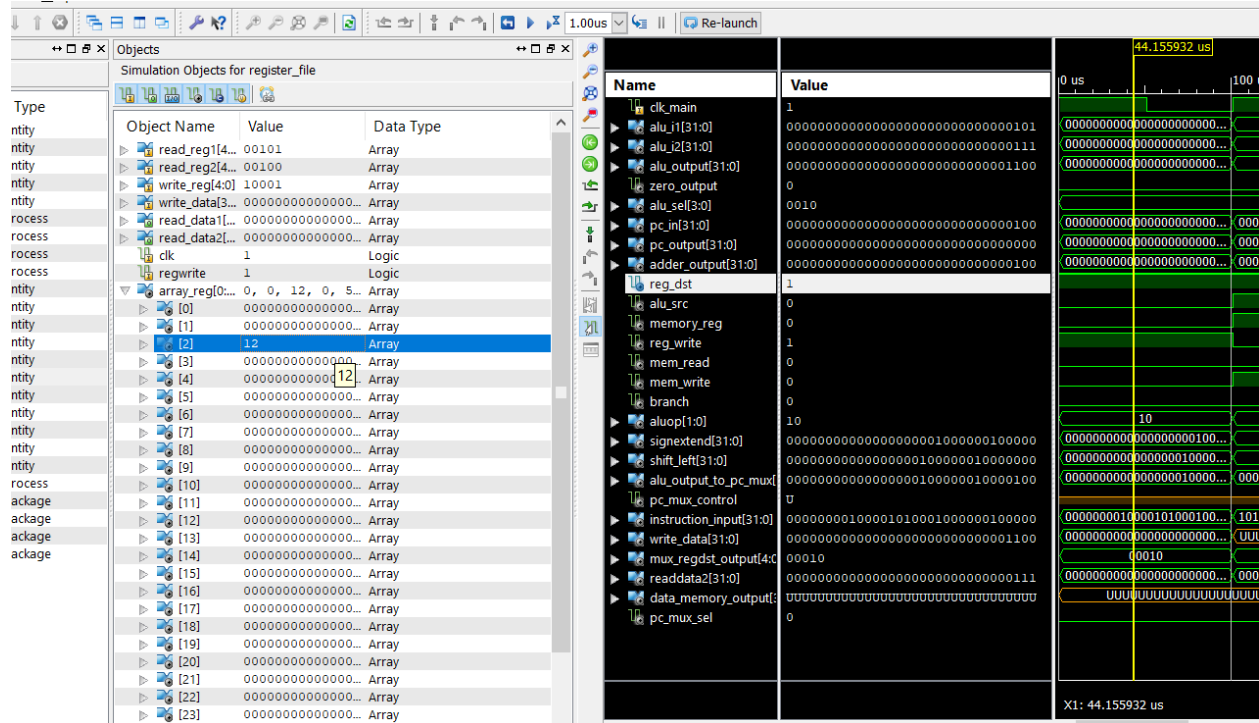 1.00us Re-launch
Objects
Simulation Objects for register_file
Type
ntity
ntity
ntity
ntity
ntity
rocess
rocess
rocess
rocess
ntity
ntity
ntity
ntity
ntity
ntity
ntity
ntity
ntity
ntity
ntity
rocess
ackage
ackage
ackage
ackage
Object Name Value Data Type
read_reg1[4... 00101 Array
read_reg2[4... 00100 Array
write_reg[4:0] 10001 Array
write_data[3... 00000000000000... Array
read_data1[... 00000000000000... Array
read_data2[... 00000000000000... Array
clk 1 Logic
regwrite 1 Logic
array_reg[0:... 0, 0, 12, 0, 5... Array
[0] 00000000000000... Array
[1] 00000000000000... Array
[2] 12 Array
[3] 00000000000000... Array
[4] Array
12
[5] 00000000000000... Array
[6] 00000000000000... Array
[7] 00000000000000... Array
[8] 00000000000000... Array
[9] 00000000000000... Array
[10] 00000000000000... Array
[11] 00000000000000... Array
[12] 00000000000000... Array
[13] 00000000000000... Array
[14] 00000000000000... Array
[15] 00000000000000... Array
[16] 00000000000000... Array
[17] 00000000000000... Array
[18] 00000000000000... Array
[19] 00000000000000... Array
[20] 00000000000000... Array
[21] 00000000000000... Array
[22] 00000000000000... Array
[23] 00000000000000... Array
44.155932 us
0 us
Name Value
clk_main 1
alu_i1[31:0] 00000000000000000000000000000101
alu_i2[31:0] 00000000000000000000000000000111
alu_output[31:0] 00000000000000000000000000001100
zero_output 0
alu_sel[3:0] 0010
pc_in[31:0] 00000000000000000000000000000100
pc_output[31:0] 00000000000000000000000000000000
adder_output[31:0] 00000000000000000000000000000100
reg_dst 1
alu_src 0
memory_reg 0
reg_write 1
mem_read 0
mem_write 0
branch 0
aluop[1:0] 10 10
signextend[31:0] 00000000000000000001000000100000
shift_left[31:0] 00000000000000000100000010000000
alu_output_to_pc_mux[ 00000000000000000100000010000100
pc_mux_control U
instruction_input[31:0] 00000000100001010001000000100000
write_data[31:0] 00000000000000000000000000001100
mux_regdst_output[4:0 00010 00010
readdata2[31:0] 00000000000000000000000000000111
data_memory_output[ UUUUUUUUUUUUUUUUUUUUUUUUUUUUUUUU
pc_mux_sel 0
X1: 44.155932 us